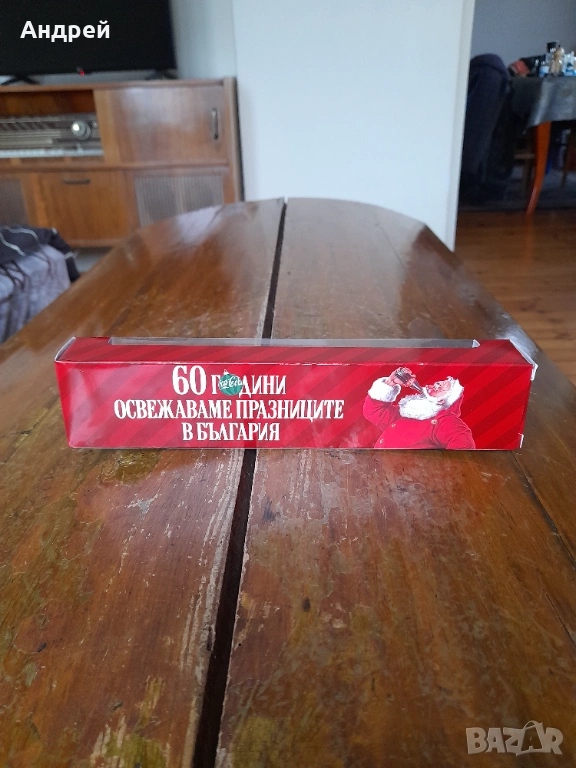 Андрей
60 ГОДИНИ
ОСВЕЖАВАМЕ ПРАЗНИЦИТЕ
В БЪЛГАРИЯ
BAZAR